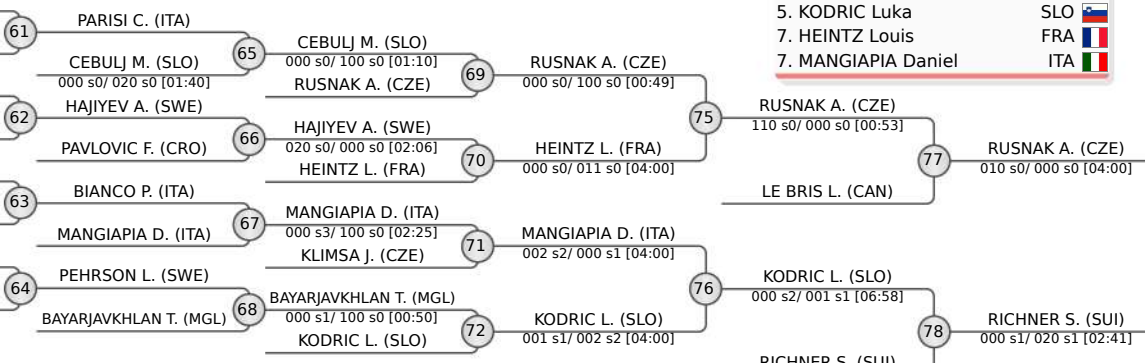 5. KODRIC Luka SLO
7. HEINTZ Louis FRA
7. MANGIAPIA Daniel ITA
61
PARISI C. (ITA)
CEBULJ M. (SLO)
000 s0/ 020 s0 [01:40]
62
HAJIYEV A. (SWE)
PAVLOVIC F. (CRO)
63
BIANCO P. (ITA)
MANGIAPIA D. (ITA)
64
PEHRSON L. (SWE)
BAYARJAVKHLAN T. (MGL)
65
CEBULJ M. (SLO)
000 s0/ 100 s0 [01:10]
RUSNAK A. (CZE)
66
HAJIYEV A. (SWE)
020 s0/ 000 s0 [02:06]
HEINTZ L. (FRA)
67
MANGIAPIA D. (ITA)
000 s3/ 100 s0 [02:25]
KLIMSA J. (CZE)
68
BAYARJAVKHLAN T. (MGL)
000 s1/ 100 s0 [00:50]
KODRIC L. (SLO)
69
RUSNAK A. (CZE)
000 s0/ 100 s0 [00:49]
70
HEINTZ L. (FRA)
000 s0/ 011 s0 [04:00]
71
MANGIAPIA D. (ITA)
002 s2/ 000 s1 [04:00]
72
KODRIC L. (SLO)
001 s1/ 002 s2 [04:00]
75
RUSNAK A. (CZE)
110 s0/ 000 s0 [00:53]
LE BRIS L. (CAN)
76
KODRIC L. (SLO)
000 s2/ 001 s1 [06:58]
RICHNER S. (SUI)
77
RUSNAK A. (CZE)
010 s0/ 000 s0 [04:00]
78
RICHNER S. (SUI)
000 s1/ 020 s1 [02:41]